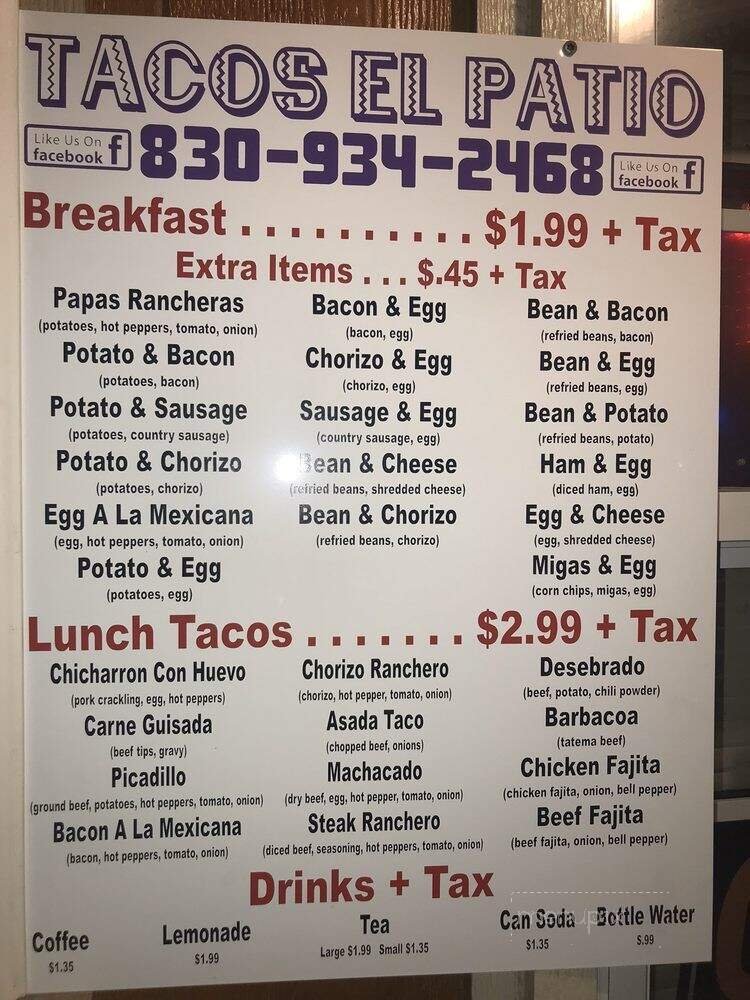 TACOS EL PATIO
Like Us On facebook f 830-934-2468 Like Us On facebook f
Breakfast . . . . . . . . . . $1.99 + Tax
Extra Items . . . $.45 + Tax
Papas Rancheras
(potatoes, hot peppers, tomato, onion)
Potato & Bacon
(potatoes, bacon)
Potato & Sausage
(potatoes, country sausage)
Potato & Chorizo
(potatoes, chorizo)
Egg A La Mexicana
(egg, hot peppers, tomato, onion)
Potato & Egg
(potatoes, egg)
Bacon & Egg
(bacon, egg)
Chorizo & Egg
(chorizo, egg)
Sausage & Egg
(country sausage, egg)
Bean & Cheese
(refried beans, shredded cheese)
Bean & Chorizo
(refried beans, chorizo)
Bean & Bacon
(refried beans, bacon)
Bean & Egg
(refried beans, egg)
Bean & Potato
(refried beans, potato)
Ham & Egg
(diced ham, egg)
Egg & Cheese
(egg, shredded cheese)
Migas & Egg
(corn chips, migas, egg)
Lunch Tacos . . . . . . . $2.99 + Tax
Chicharron Con Huevo
(pork crackling, egg, hot peppers)
Carne Guisada
(beef tips, gravy)
Picadillo
(ground beef, potatoes, hot peppers, tomato, onion)
Bacon A La Mexicana
(bacon, hot peppers, tomato, onion)
Chorizo Ranchero
(chorizo, hot pepper, tomato, onion)
Asada Taco
(chopped beef, onions)
Machacado
(dry beef, egg, hot pepper, tomato, onion)
Steak Ranchero
(diced beef, seasoning, hot peppers, tomato, onion)
Desebrado
(beef, potato, chili powder)
Barbacoa
(tatema beef)
Chicken Fajita
(chicken fajita, onion, bell pepper)
Beef Fajita
(beef fajita, onion, bell pepper)
Drinks + Tax
Coffee
$1.35
Lemonade
$1.99
Tea
Large $1.99 Small $1.35
Can Soda
$1.35
Bottle Water
$.99